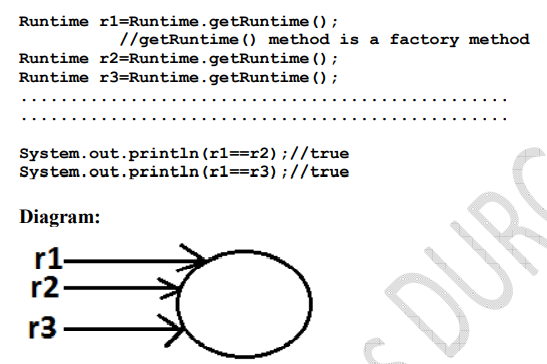 Runtime r1=Runtime.getRuntime();
//getRuntime() method is a factory method
Runtime r2=Runtime.getRuntime();
Runtime r3=Runtime.getRuntime();
.................................................
.................................................
System.out.println(r1==r2);//true
System.out.println(r1==r3);//true
Diagram:
r1
r2
r3